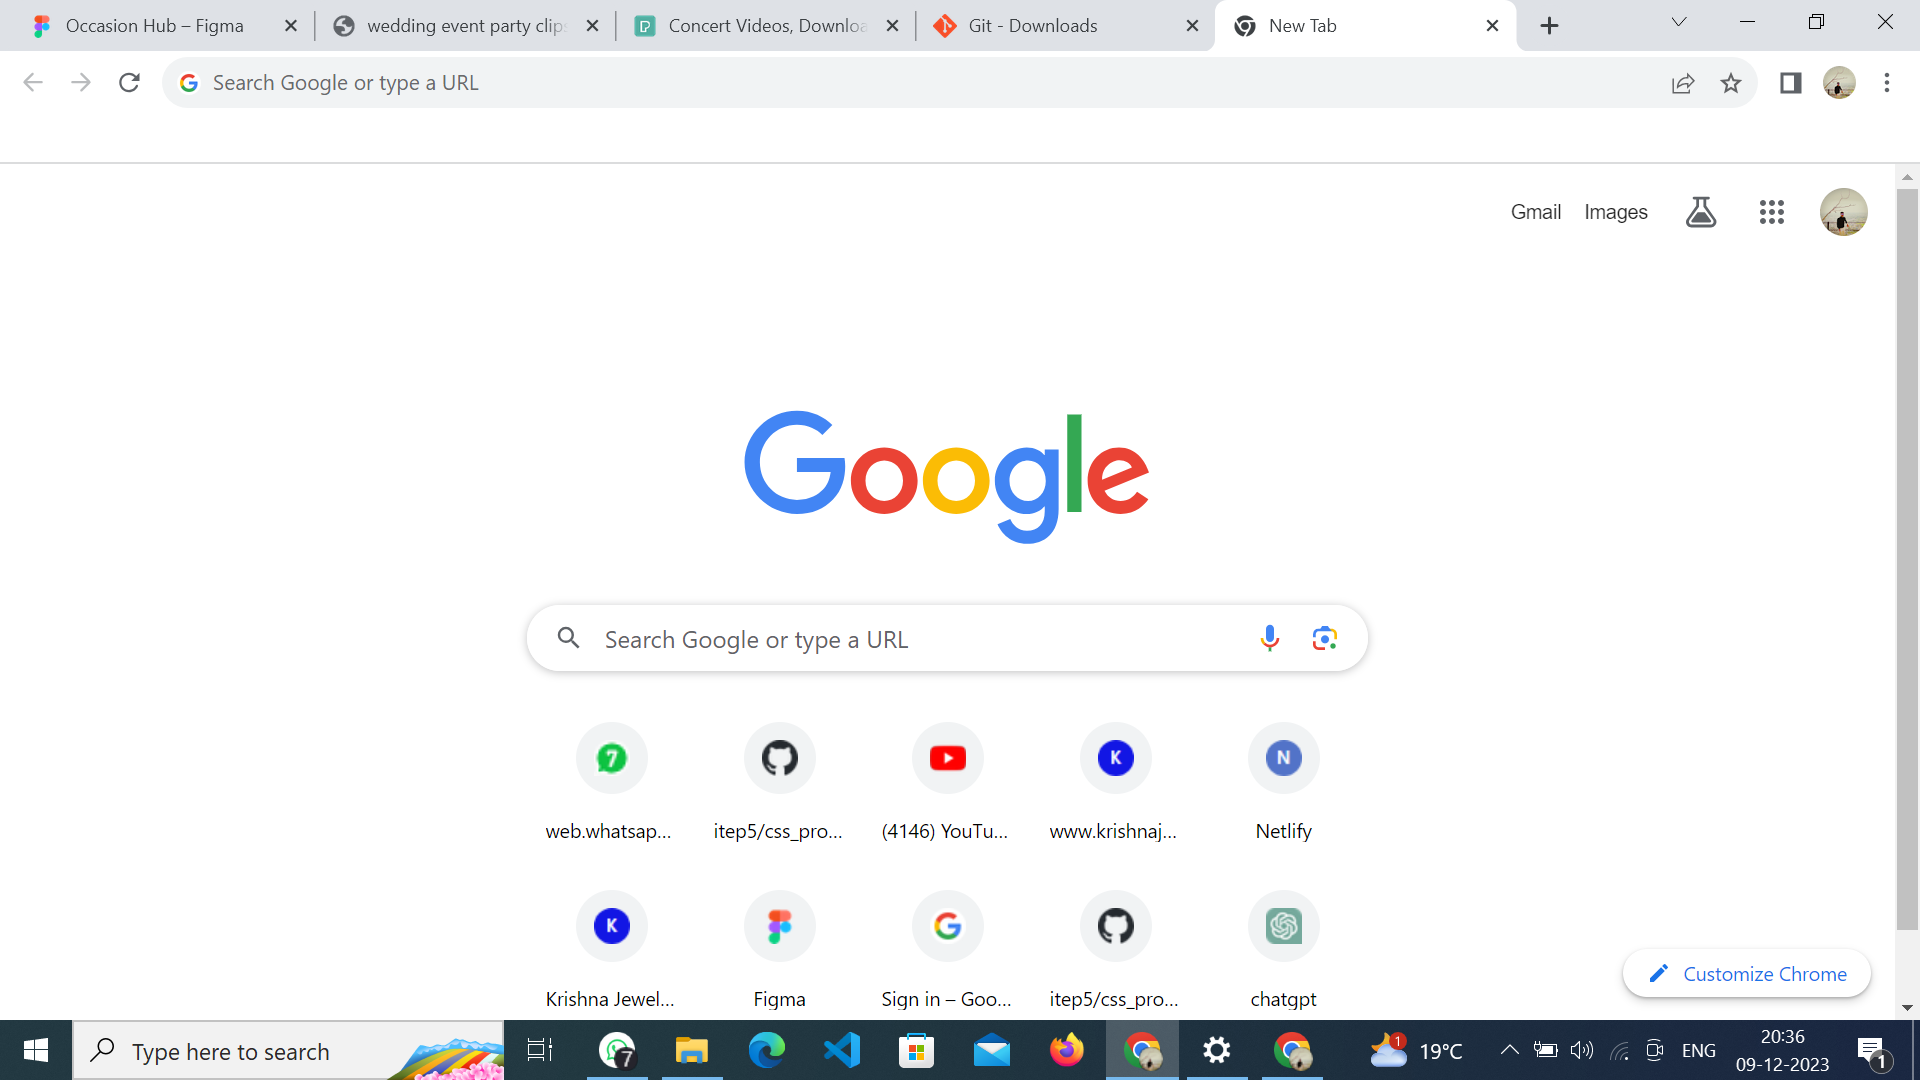 Occasion Hub – Figma
wedding event party clips
Concert Videos, Downloa
Git - Downloads
New Tab
Search Google or type a URL
Gmail
Images
Google
Search Google or type a URL
web.whatsap...
itep5/css_pro...
(4146) YouTu...
www.krishnaj...
Netlify
Krishna Jewel...
Figma
Sign in – Goo...
itep5/css_pro...
chatgpt
Customize Chrome
Type here to search
7
1
19°C
ENG
20:36
09-12-2023
1